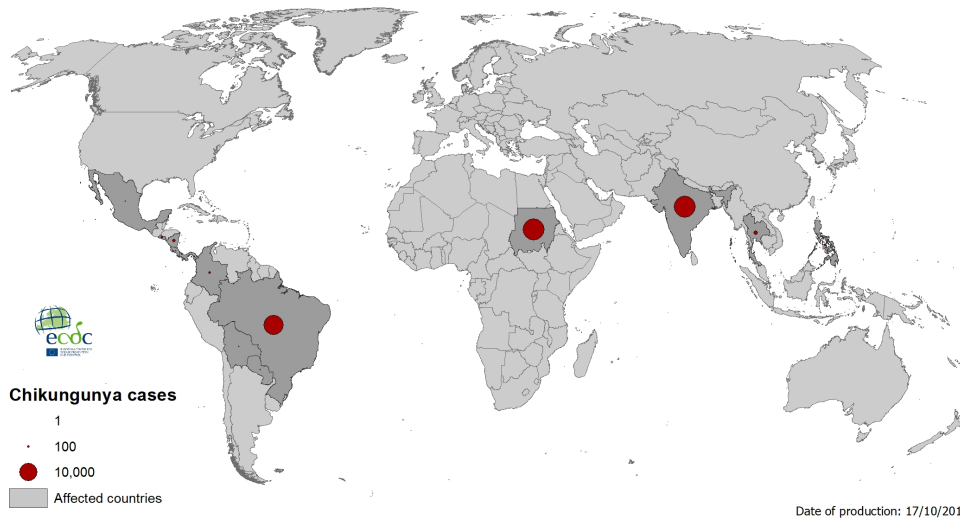 ecdc
Chikungunya cases
1
100
10,000
Affected countries
Date of production: 17/10/201